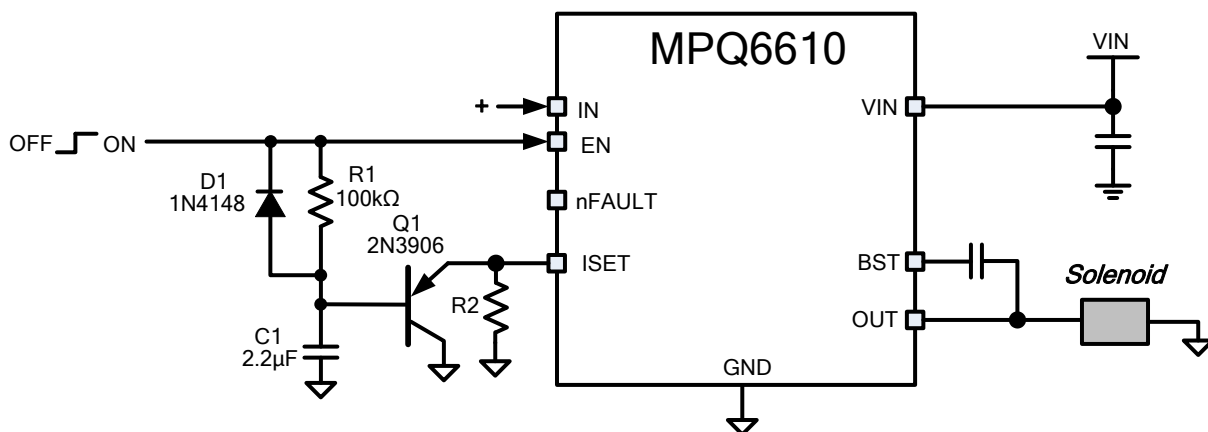 MPQ6610
VIN
+
IN
VIN
OFF ON
EN
D1
1N4148
R1
100kΩ
nFAULT
Q1
2N3906
ISET
BST
Solenoid
R2
OUT
C1
2.2µF
GND